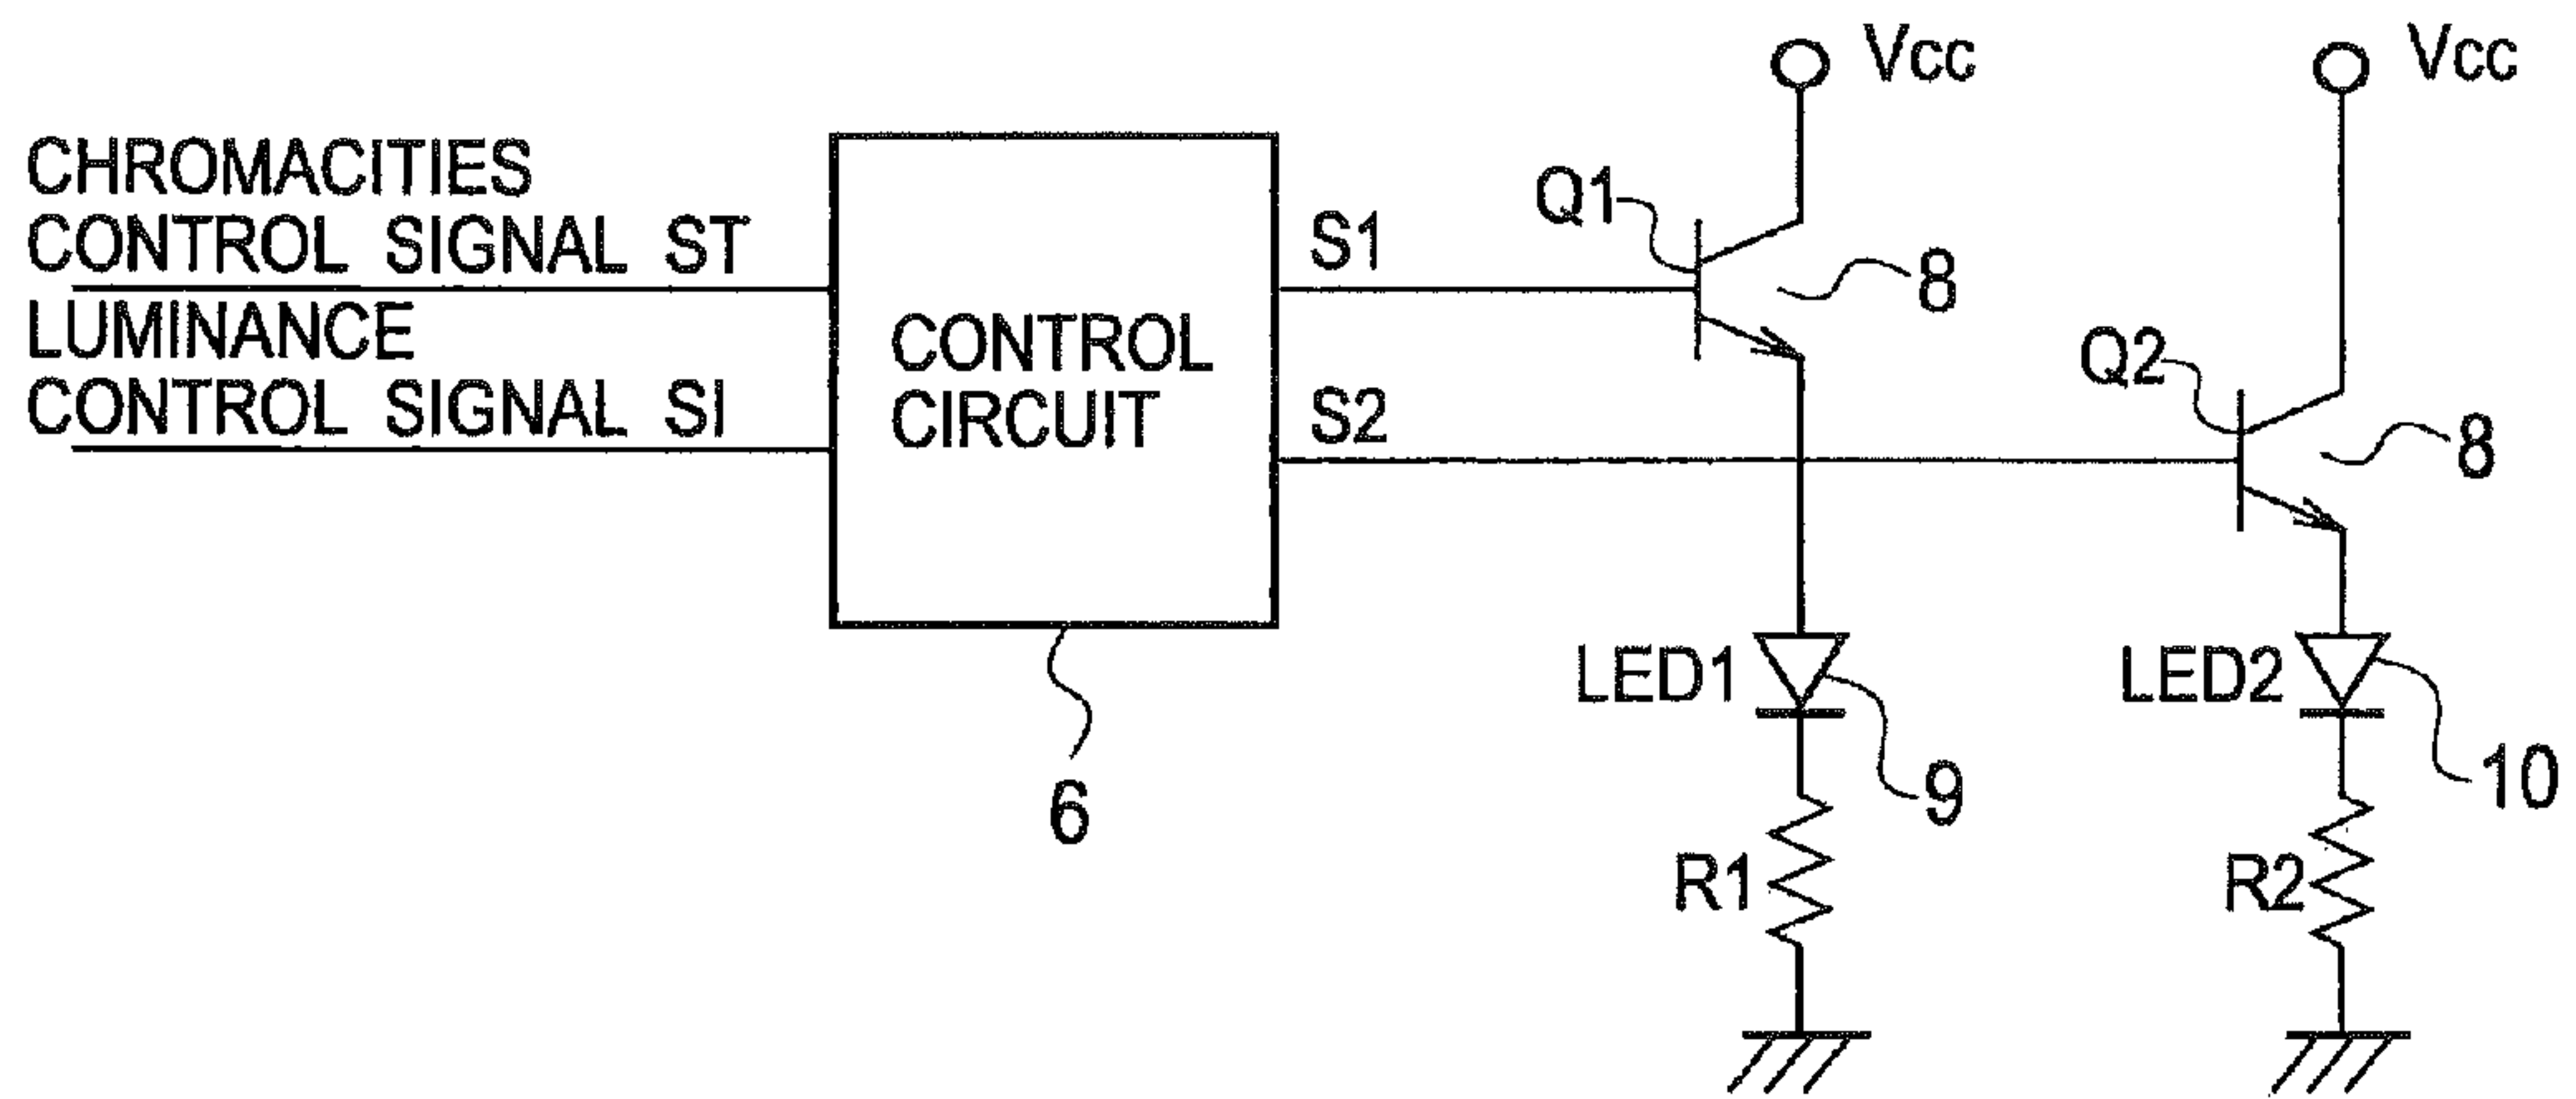 Vcc
Vcc
CHROMACITIES
CONTROL SIGNAL ST
LUMINANCE
CONTROL SIGNAL SI
CONTROL
CIRCUIT
6
S1
S2
Q1
8
Q2
8
LED1
9
LED2
10
R1
R2